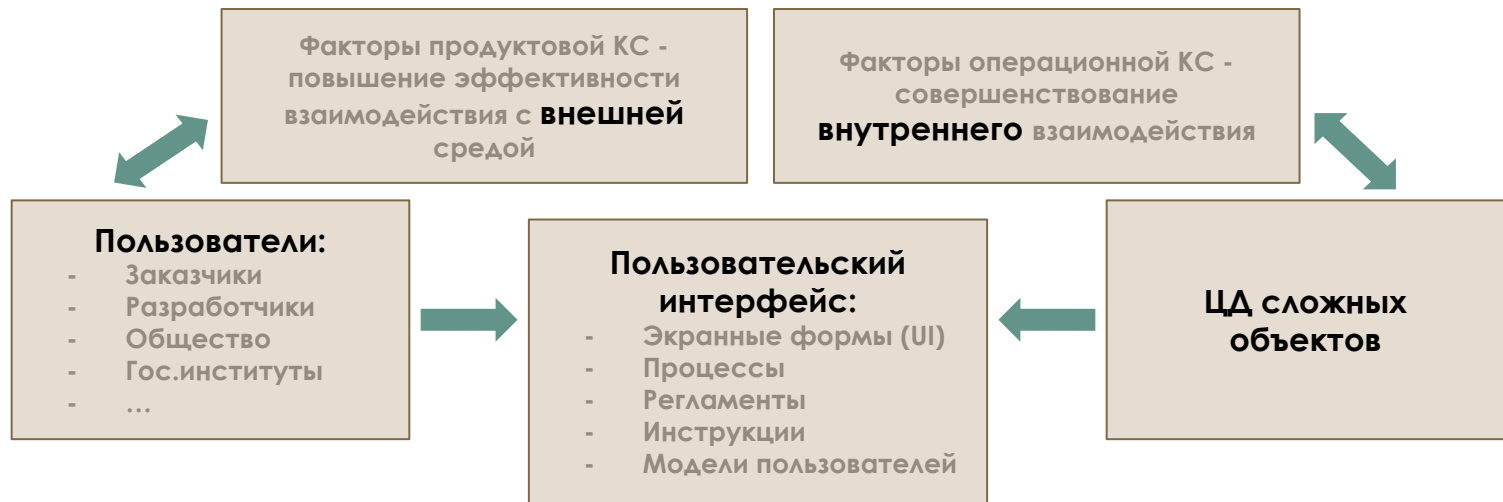 Факторы продуктовой КС -
повышение эффективности
взаимодействия с внешней
средой
Факторы операционной КС -
совершенствование
внутреннего взаимодействия
Пользователи:
- Заказчики
- Разработчики
- Общество
- Гос.институты
- ...
Пользовательский
интерфейс:
- Экранные формы (UI)
- Процессы
- Регламенты
- Инструкции
- Модели пользователей
ЦД сложных
объектов